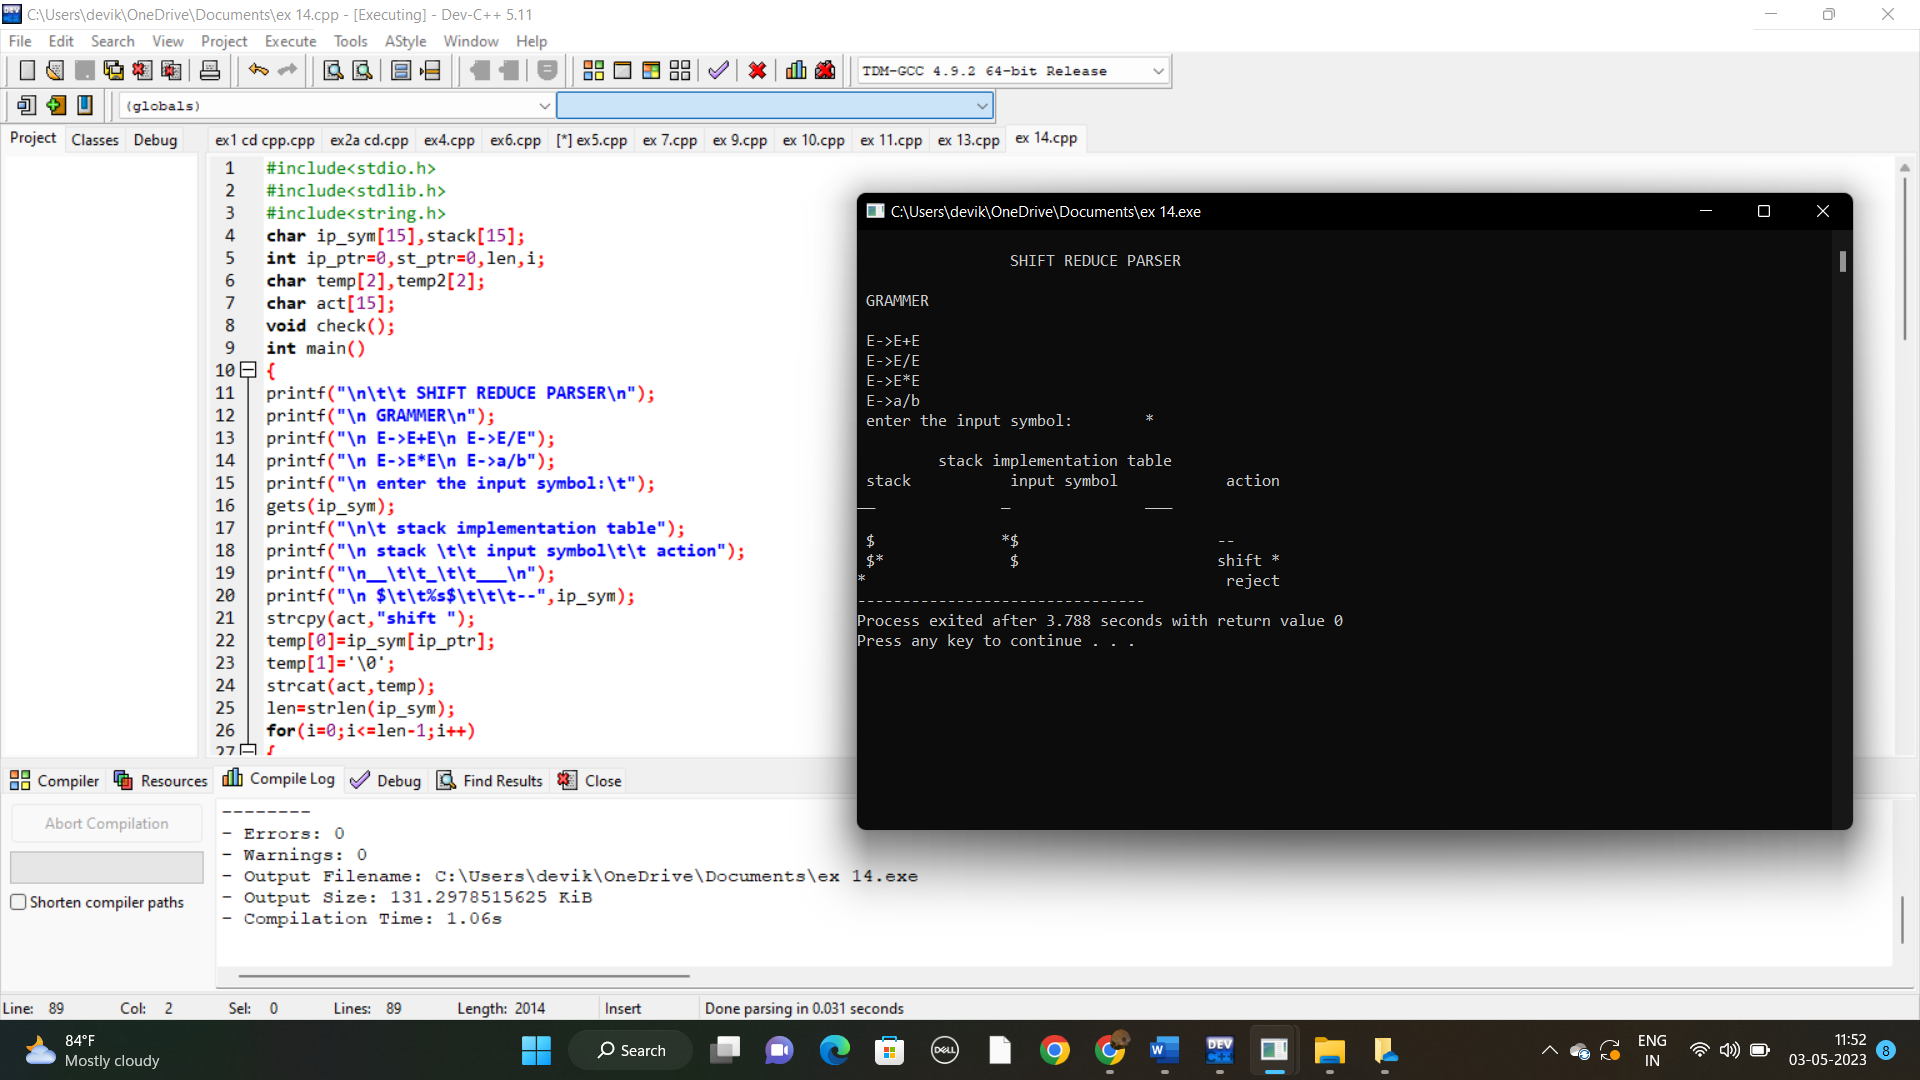 C:\Users\devik\OneDrive\Documents\ex 14.cpp - [Executing] - Dev-C++ 5.11
File Edit Search View Project Execute Tools AStyle Window Help
TDM-GCC 4.9.2 64-bit Release
(globals)
Project Classes Debug
ex1 cd cpp.cpp ex2a cd.cpp ex4.cpp ex6.cpp [*] ex5.cpp ex 7.cpp ex 9.cpp ex 10.cpp ex 11.cpp ex 13.cpp ex 14.cpp
1 #include<stdio.h>
2 #include<stdlib.h>
3 #include<string.h>
4 char ip_sym[15],stack[15];
5 int ip_ptr=0,st_ptr=0,len,i;
6 char temp[2],temp2[2];
7 char act[15];
8 void check();
9 int main()
10 {
11 printf("\n\t\t SHIFT REDUCE PARSER\n");
12 printf("\n GRAMMER\n");
13 printf("\n E->E+E\n E->E/E");
14 printf("\n E->E*E\n E->a/b");
15 printf("\n enter the input symbol:\t");
16 gets(ip_sym);
17 printf("\n\t stack implementation table");
18 printf("\n stack \t\t input symbol\t\t action");
19 printf("\n__\t\t_\t\t___\n");
20 printf("\n $\t\t%s$\t\t\t--",ip_sym);
21 strcpy(act,"shift ");
22 temp[0]=ip_sym[ip_ptr];
23 temp[1]='\0';
24 strcat(act,temp);
25 len=strlen(ip_sym);
26 for(i=0;i<=len-1;i++)
27 {
C:\Users\devik\OneDrive\Documents\ex 14.exe
SHIFT REDUCE PARSER
GRAMMER
E->E+E
E->E/E
E->E*E
E->a/b
enter the input symbol: *
stack implementation table
stack input symbol action
__ _ ___
$ *$ --
$* $ shift *
* reject
--------------------------------
Process exited after 3.788 seconds with return value 0
Press any key to continue . . .
Compiler Resources Compile Log Debug Find Results Close
Abort Compilation
Shorten compiler paths
--------
- Errors: 0
- Warnings: 0
- Output Filename: C:\Users\devik\OneDrive\Documents\ex 14.exe
- Output Size: 131.2978515625 KiB
- Compilation Time: 1.06s
Line: 89 Col: 2 Sel: 0 Lines: 89 Length: 2014 Insert Done parsing in 0.031 seconds
84°F
Mostly cloudy
Search
DELL
W
DEV C++
ENG
IN
11:52
03-05-2023
8